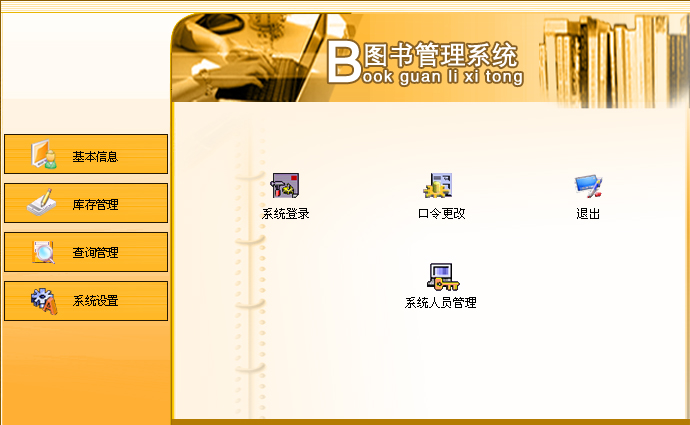 图书管理系统
Book guan li xi tong
基本信息
库存管理
查询管理
系统设置
系统登录
口令更改
退出
系统人员管理